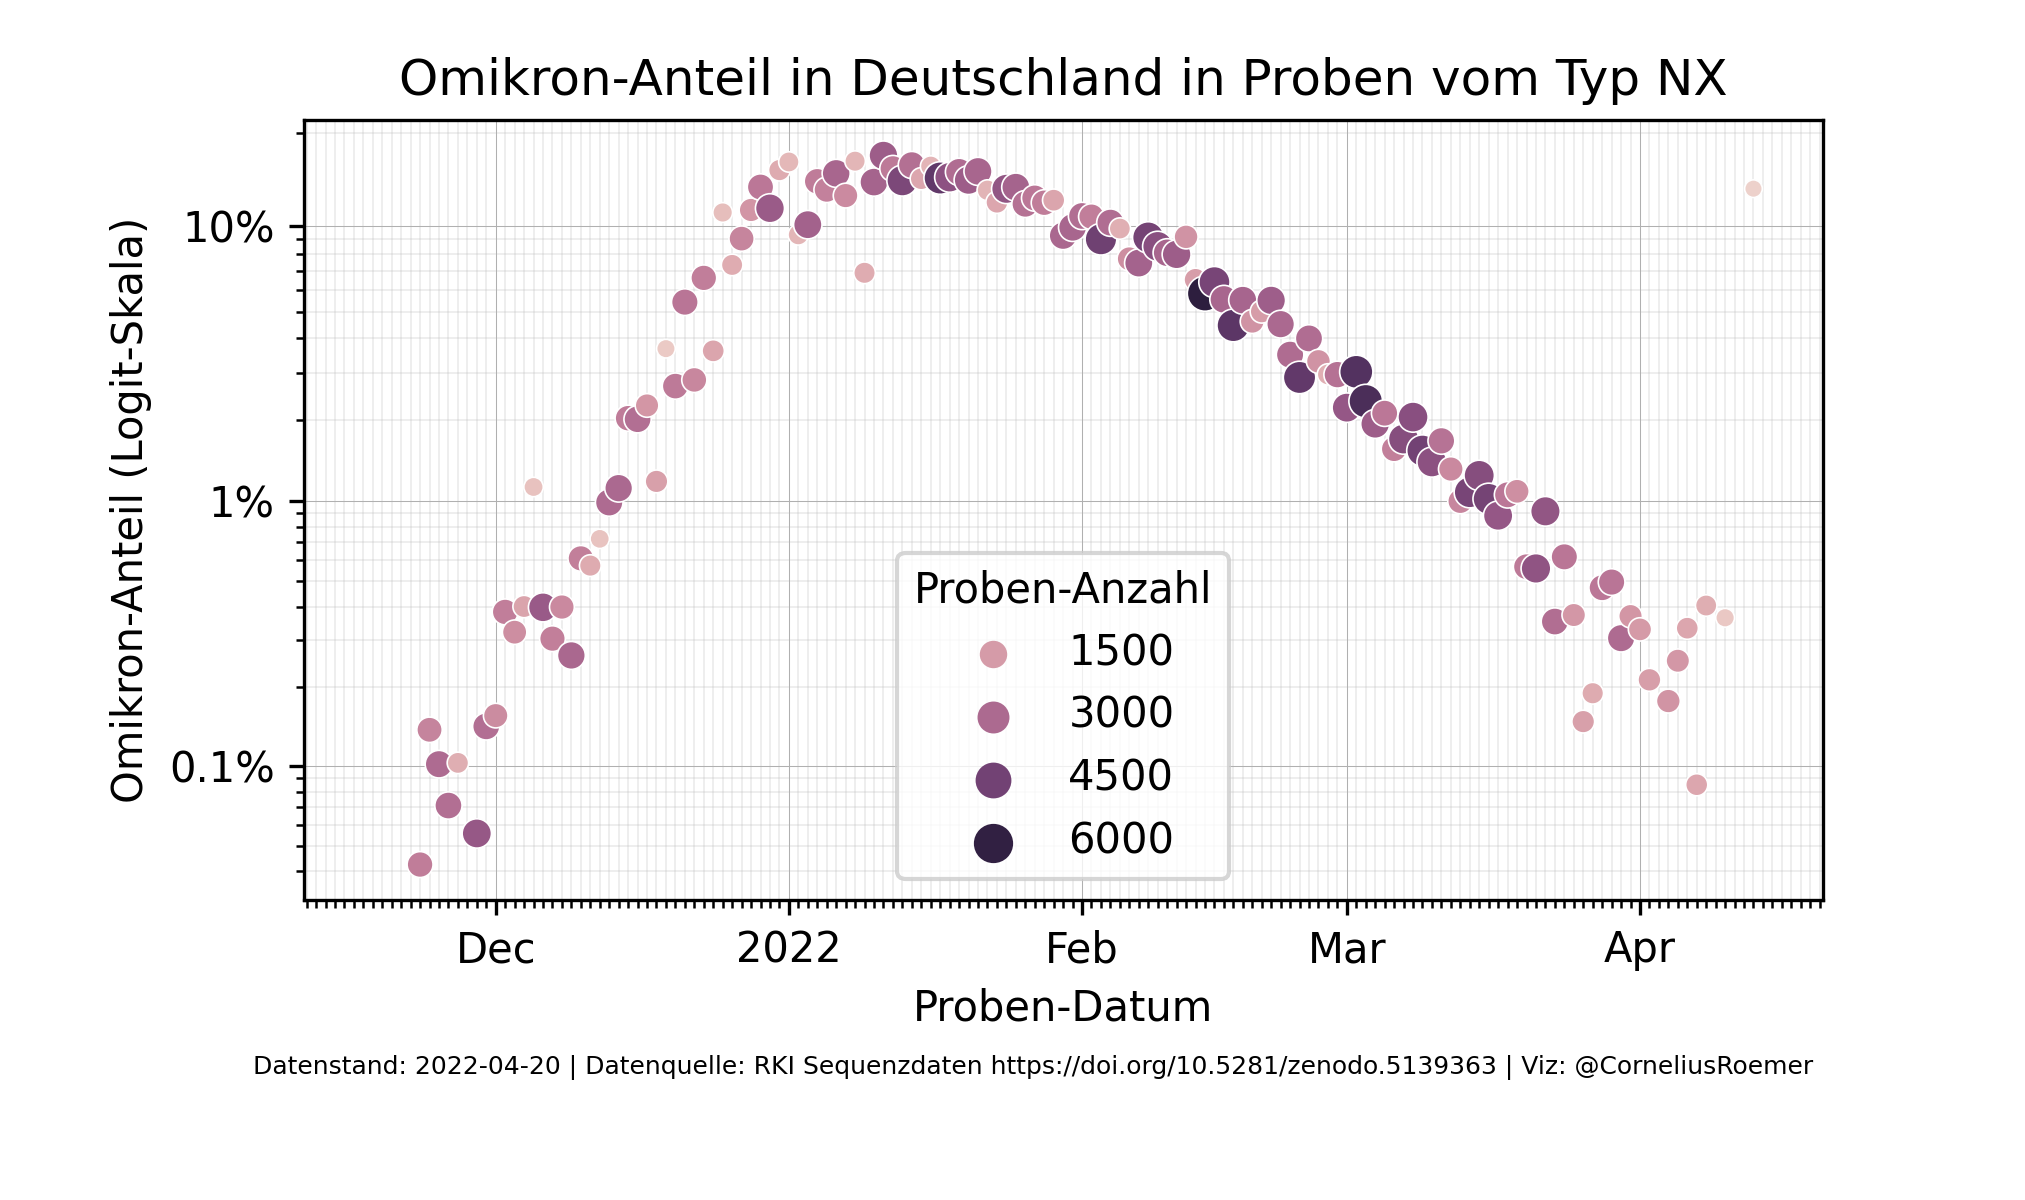 Omikron-Anteil in Deutschland in Proben vom Typ NX
Omikron-Anteil (Logit-Skala)
10%
1%
0.1%
Proben-Anzahl
1500
3000
4500
6000
Dec 2022 Feb Mar Apr
Proben-Datum
Datenstand: 2022-04-20 | Datenquelle: RKI Sequenzdaten https://doi.org/10.5281/zenodo.5139363 | Viz: @CorneliusRoemer